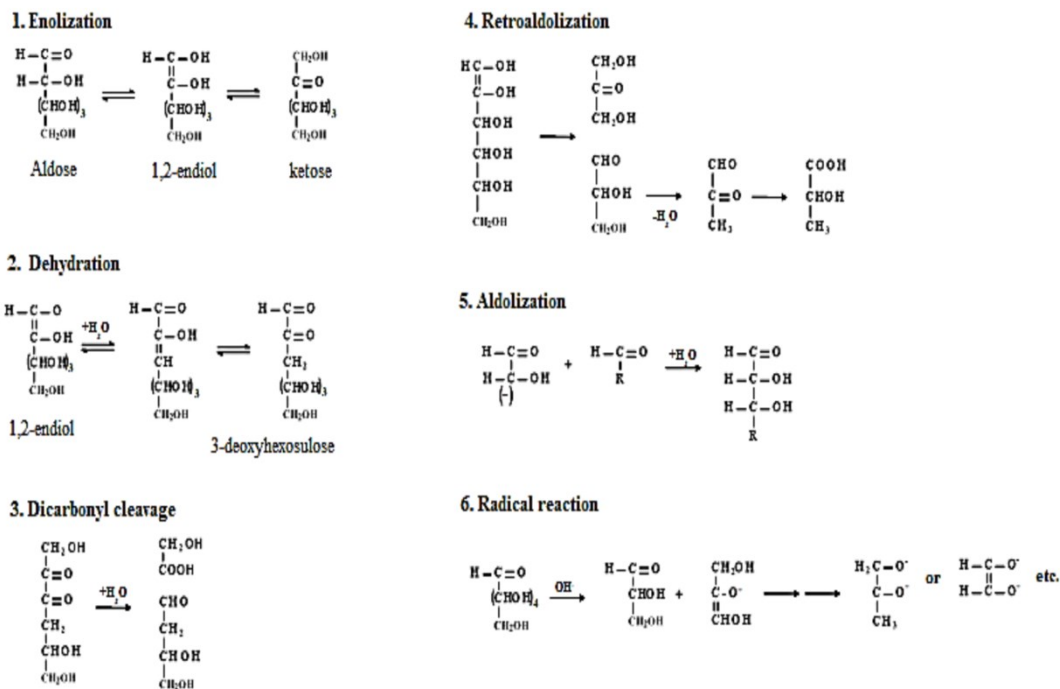 1. Enolization
H-C=O
H-C-OH
(CHOH)3
CH2OH
Aldose
H-C-OH
C-OH
(CHOH)3
CH2OH
1,2-endiol
CH2OH
C=O
(CHOH)3
CH2OH
ketose
2. Dehydration
H-C-O
C-OH
(CHOH)3
CH2OH
1,2-endiol
+H2O
H-C=O
C-OH
CH
(CHOH)3
CH2OH
H-C=O
C=O
CH2
(CHOH)3
CH2OH
3-deoxyhexosulose
3. Dicarbonyl cleavage
CH2OH
C=O
C=O
CH2
CHOH
CH2OH
+H2O
CH2OH
COOH
CHO
CH2
CHOH
CH2OH
4. Retroaldolization
HC-OH
C-OH
CHOH
CHOH
CHOH
CH2OH
CH2OH
C=O
CH2OH
CHO
CHOH
CH2OH
-H2O
CHO
C=O
CH3
COOH
CHOH
CH3
5. Aldolization
H-C=O
H-C-OH
(-)
+
H-C=O
R
+H2O
H-C=O
H-C-OH
H-C-OH
R
6. Radical reaction
H-C=O
(CHOH)4
CH2OH
OH-
H-C=O
CHOH
CH2OH
+
CH2OH
C-O-
CHOH
H2C-O-
C-O-
CH3
or
H-C-O-
H-C-O-
etc.